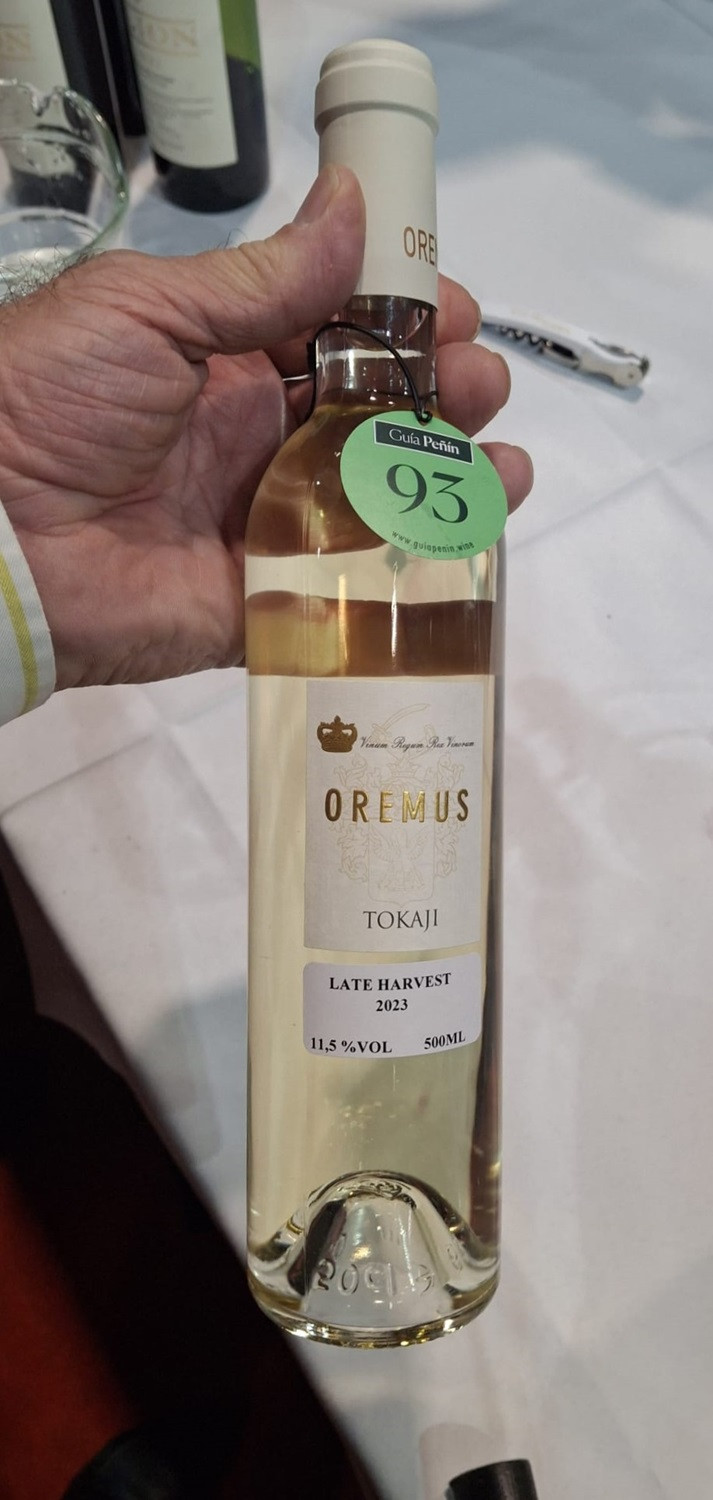 ORE
Guía Peñín
93
www.guiapenin.wine
Vinum Regum Rex Vinorum
OREMUS
TOKAJI
LATE HARVEST
2023
11,5 %VOL 500ML